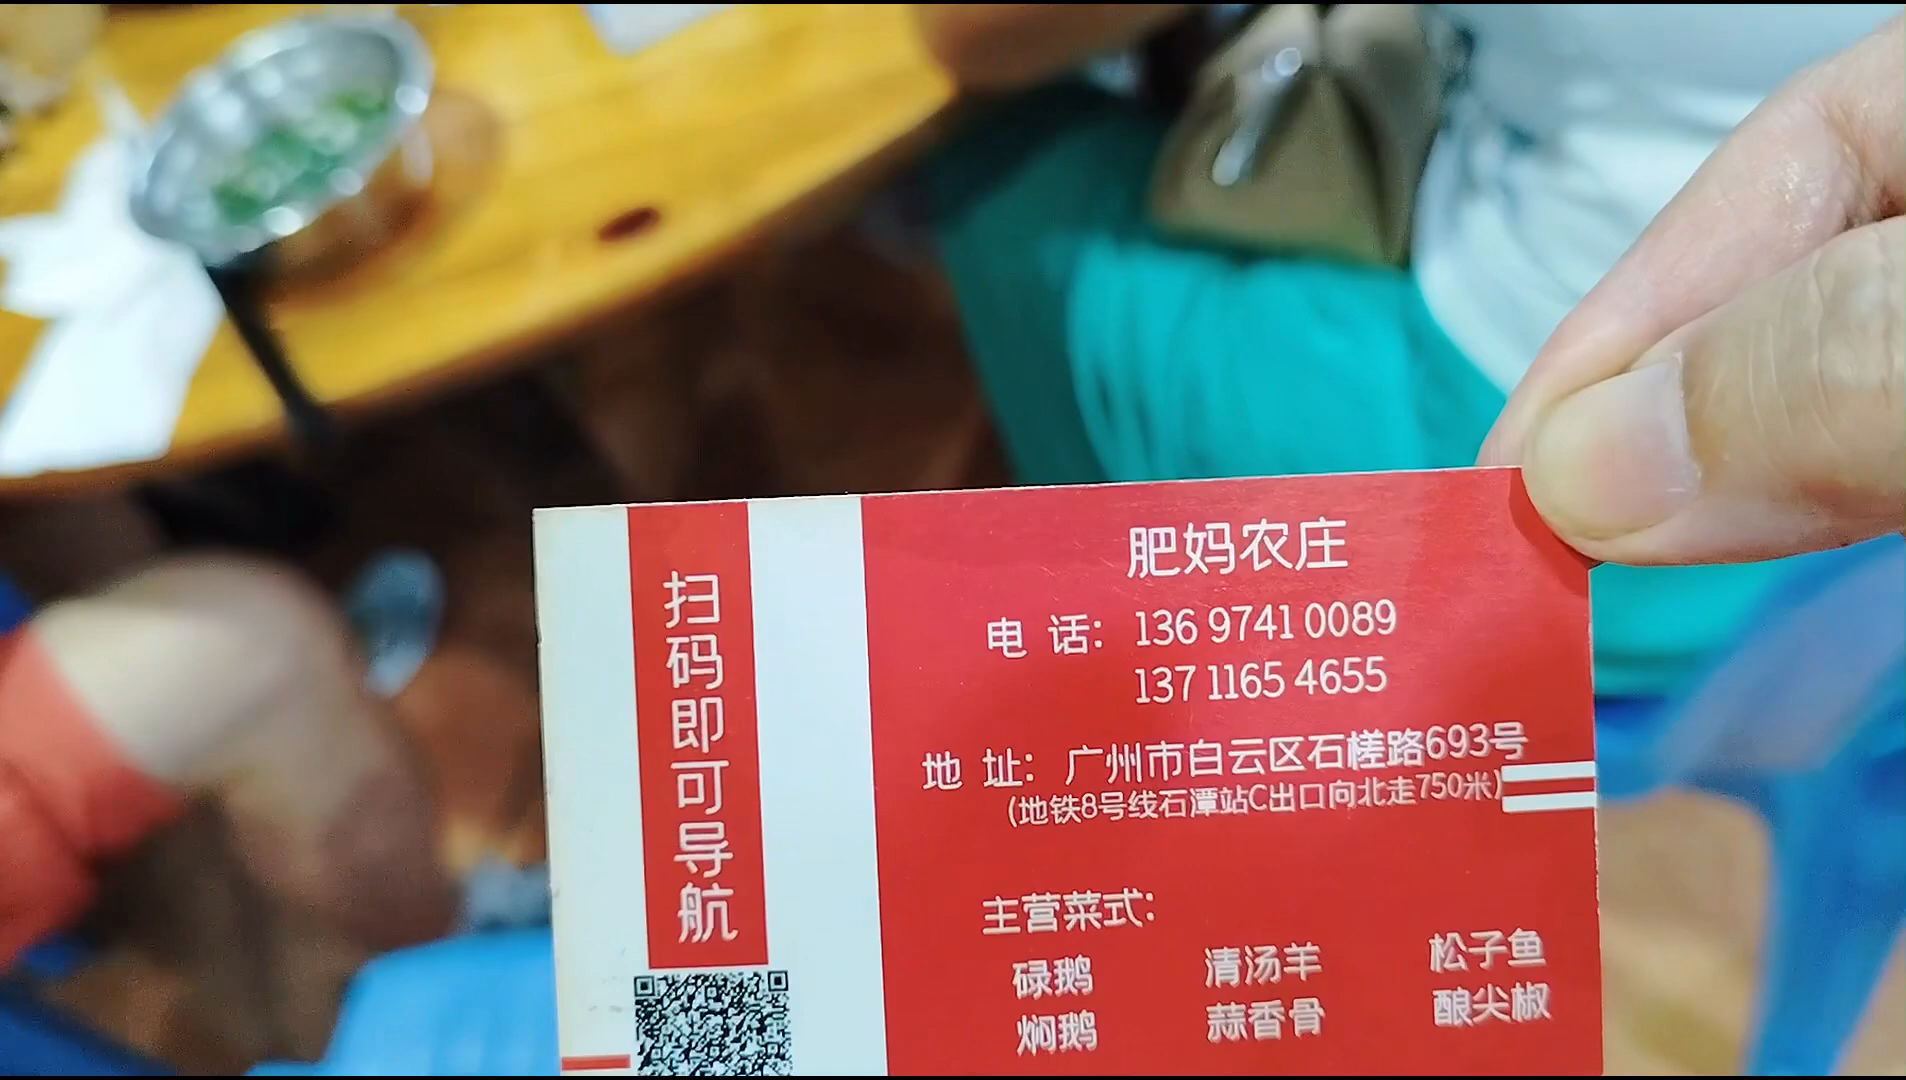 扫码即可导航
肥妈农庄
电 话: 136 9741 0089
137 1165 4655
地 址: 广州市白云区石槎路693号
(地铁8号线石潭站C出口向北走750米)
主营菜式:
碌鹅 清汤羊 松子鱼
焖鹅 蒜香骨 酿尖椒